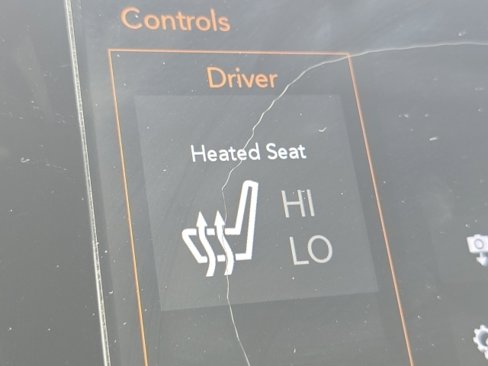 Controls
Driver
Heated Seat
HI
LO